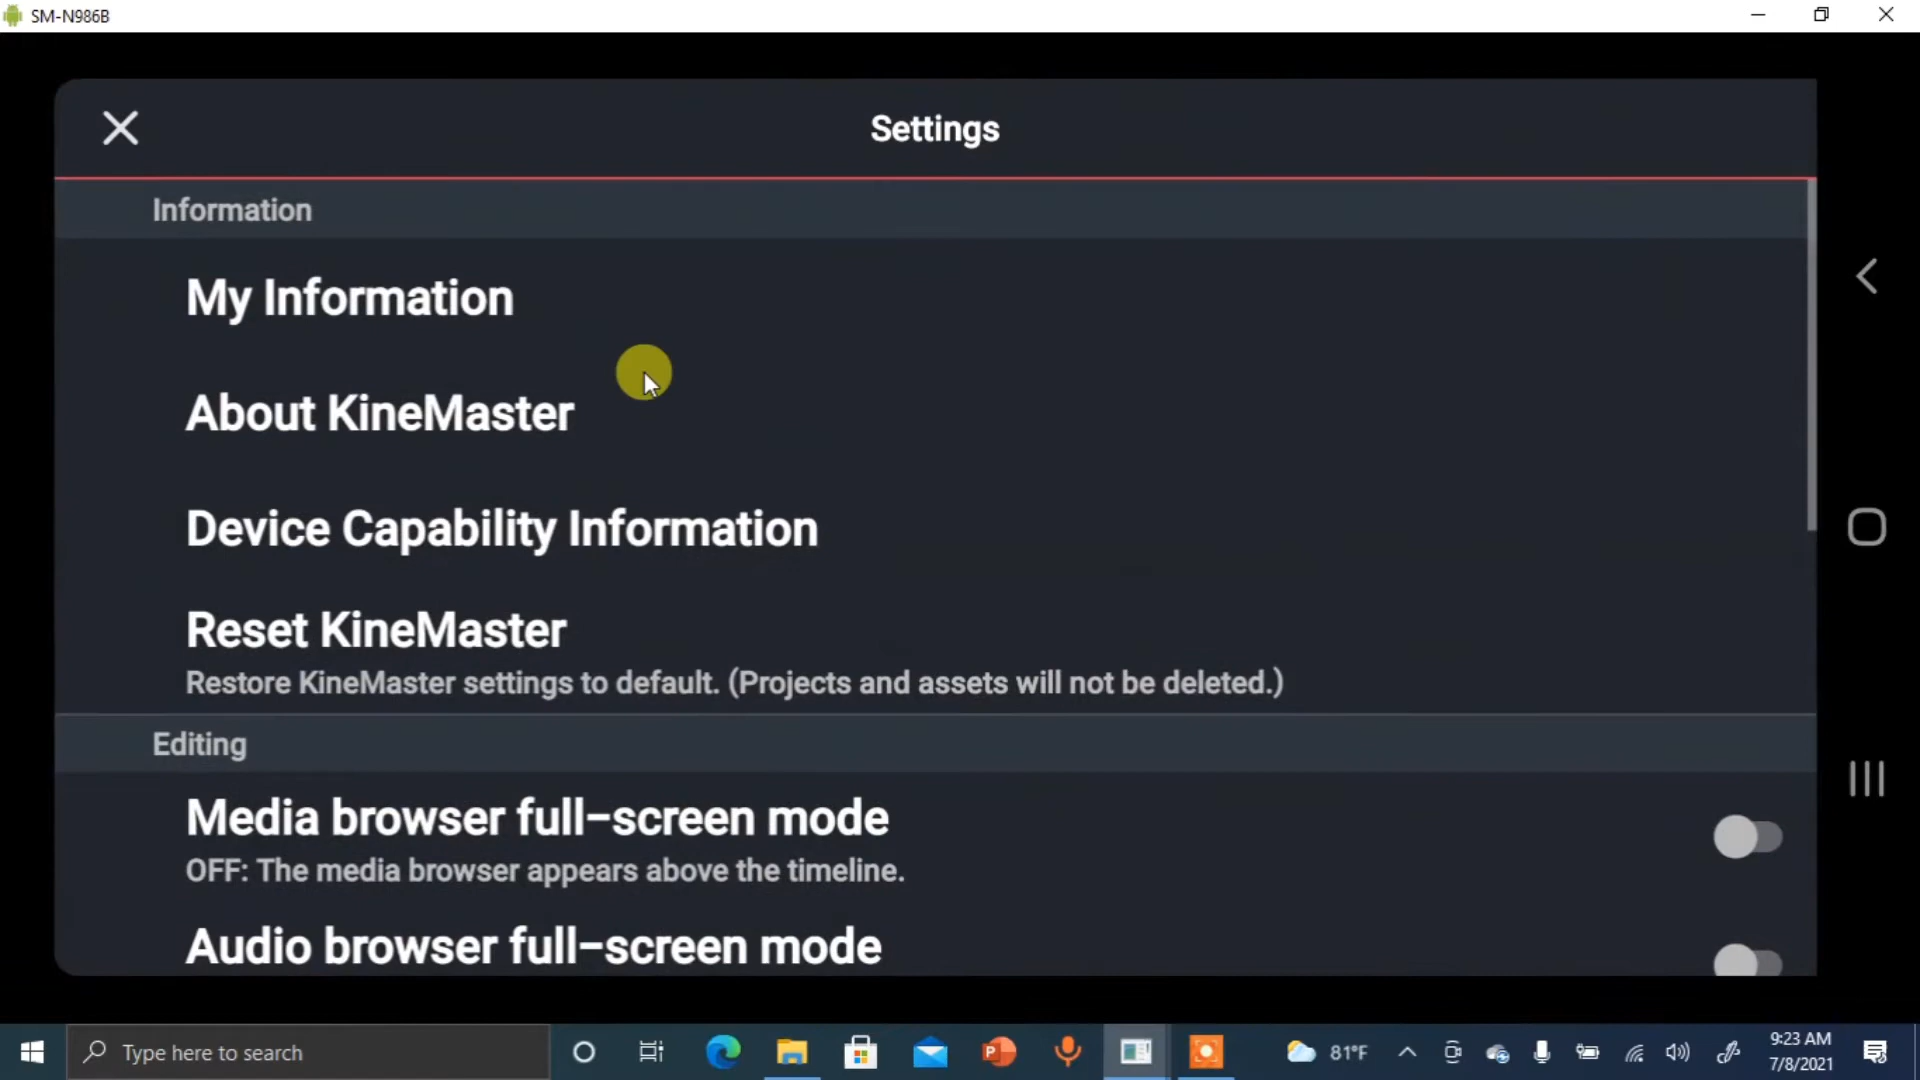 SM-N986B
Settings
Information
My Information
About KineMaster
Device Capability Information
Reset KineMaster
Restore KineMaster settings to default. (Projects and assets will not be deleted.)
Editing
Media browser full-screen mode
OFF: The media browser appears above the timeline.
Audio browser full-screen mode
Type here to search
81°F
9:23 AM
7/8/2021